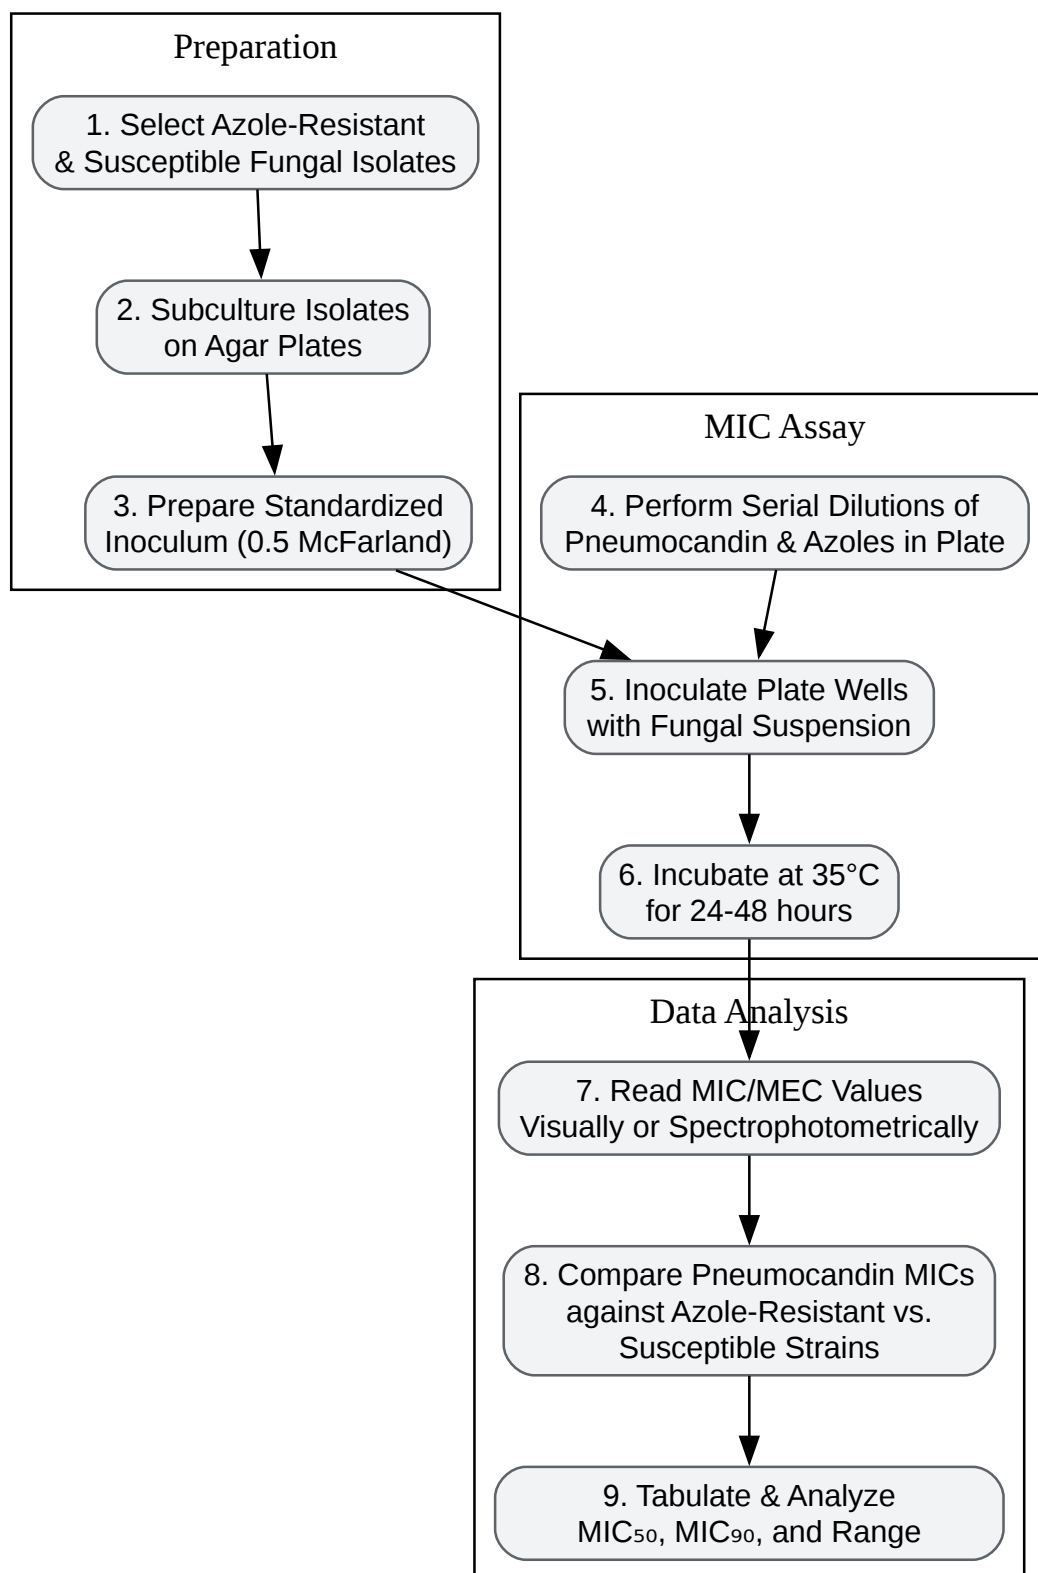 Preparation
1. Select Azole-Resistant
& Susceptible Fungal Isolates
2. Subculture Isolates
on Agar Plates
3. Prepare Standardized
Inoculum (0.5 McFarland)
MIC Assay
4. Perform Serial Dilutions of
Pneumocandin & Azoles in Plate
5. Inoculate Plate Wells
with Fungal Suspension
6. Incubate at 35°C
for 24-48 hours
Data Analysis
7. Read MIC/MEC Values
Visually or Spectrophotometrically
8. Compare Pneumocandin MICs
against Azole-Resistant vs.
Susceptible Strains
9. Tabulate & Analyze
MIC₅₀, MIC₉₀, and Range